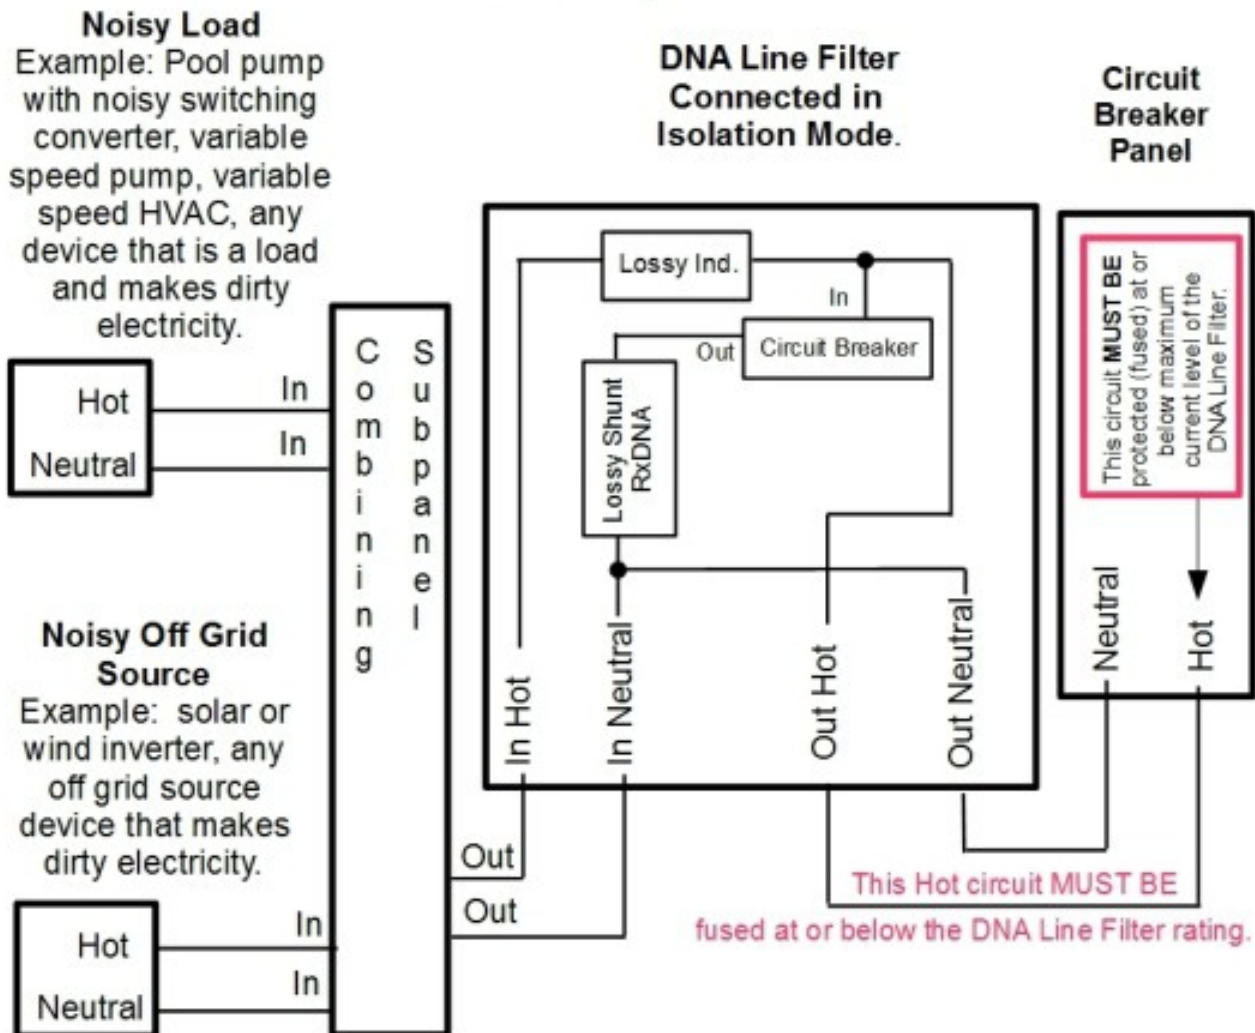 Noisy Load
Example: Pool pump
with noisy switching
converter, variable
speed pump, variable
speed HVAC, any
device that is a load
and makes dirty
electricity.
Hot
Neutral
In
In
Noisy Off Grid
Source
Example: solar or
wind inverter, any
off grid source
device that makes
dirty electricity.
Hot
Neutral
In
In
Combining
Subpanel
Out
Out
DNA Line Filter
Connected in
Isolation Mode.
Lossy Ind.
In
Out
Circuit Breaker
Lossy Shunt
RxDNA
In Hot
In Neutral
Out Hot
Out Neutral
Circuit
Breaker
Panel
This circuit MUST BE
protected (fused) at or
below maximum
current level of the
DNA Line Filter.
Neutral
Hot
This Hot circuit MUST BE
fused at or below the DNA Line Filter rating.